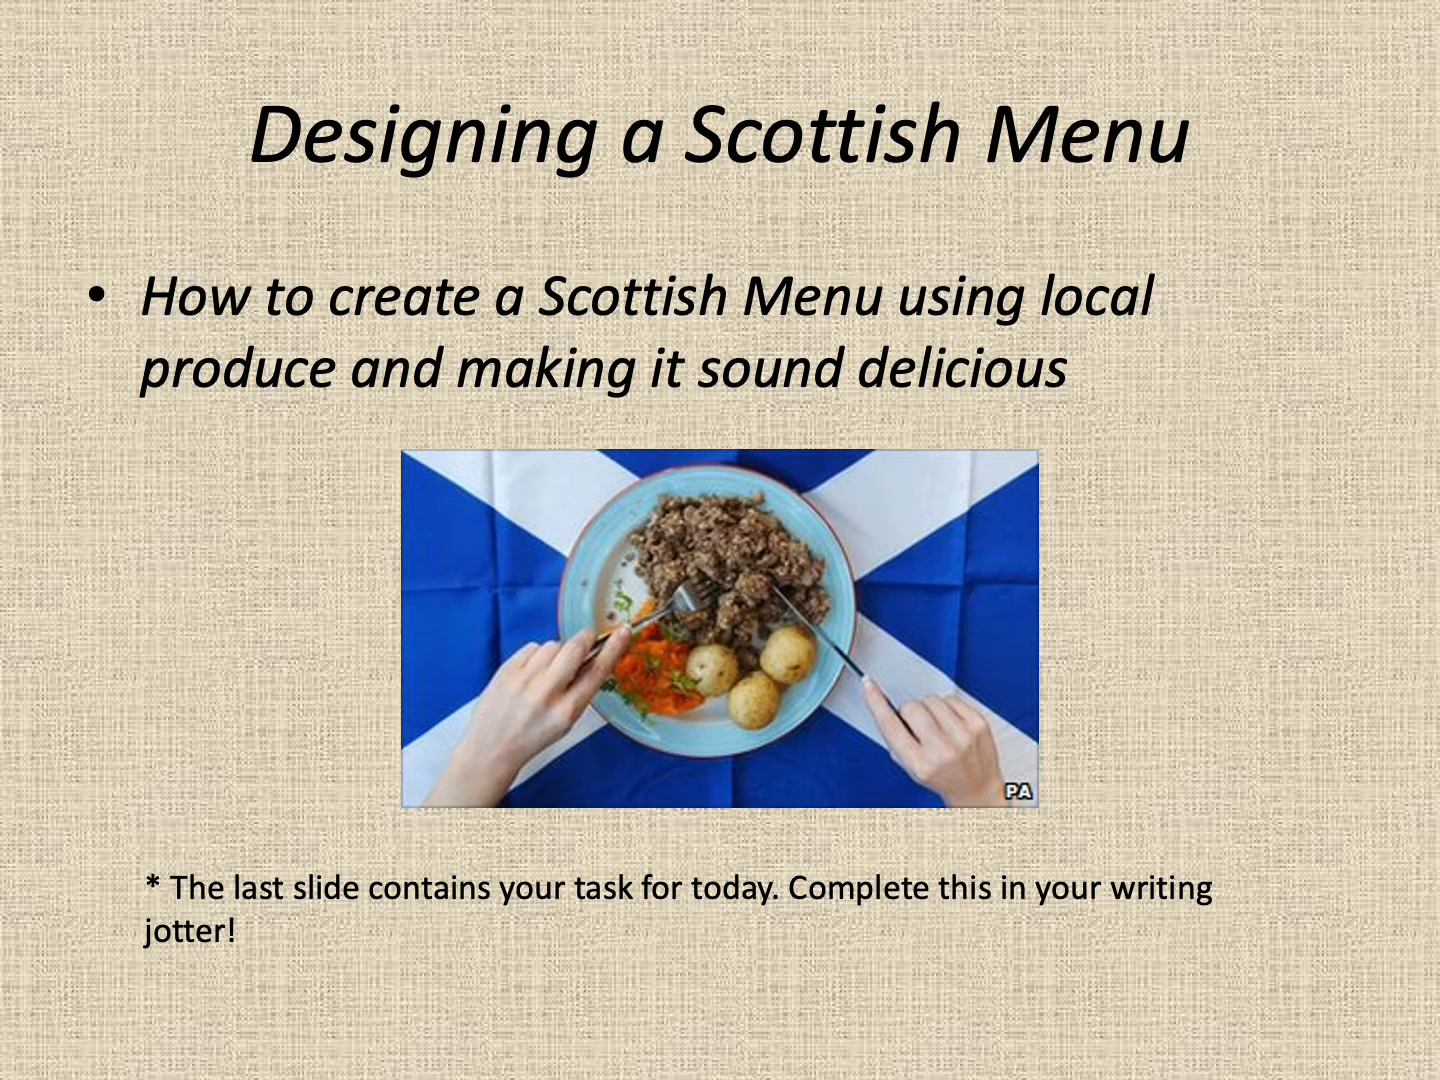 Designing a Scottish Menu
• How to create a Scottish Menu using local
produce and making it sound delicious
PA
* The last slide contains your task for today. Complete this in your writing
jotter!